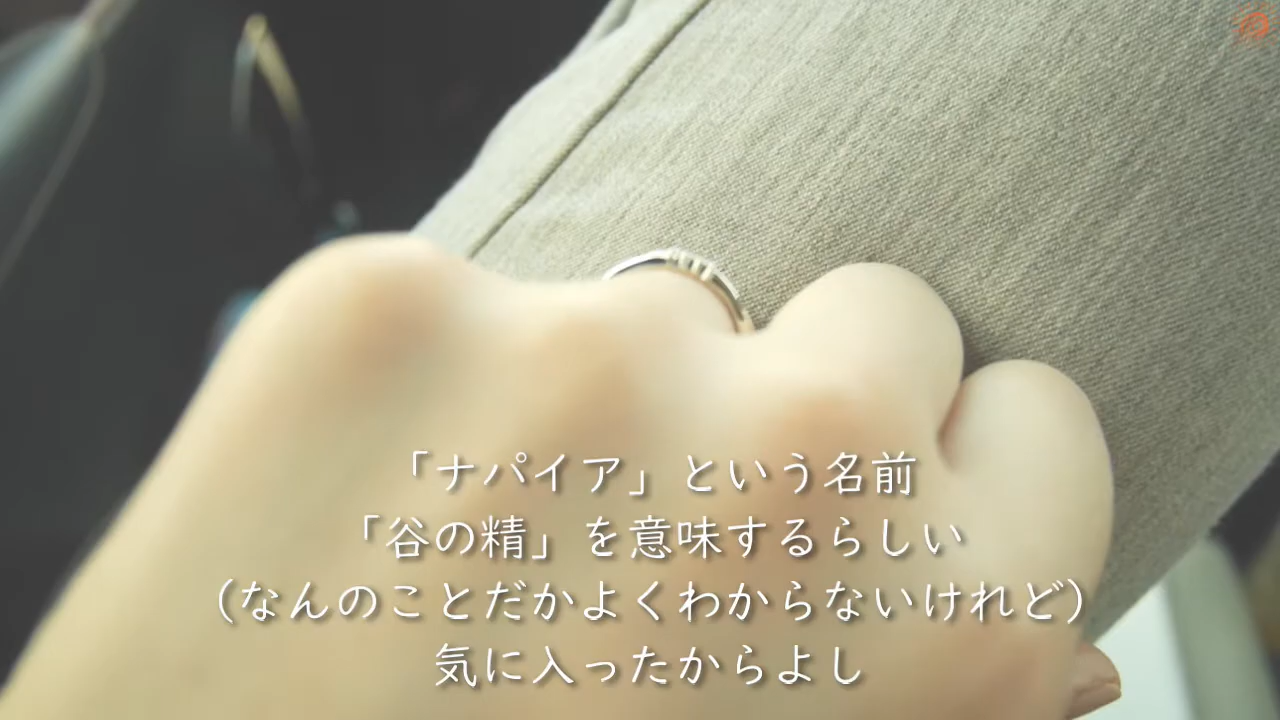 「ナパイア」という名前
「谷の精」を意味するらしい
（なんのことだかよくわからないけれど）
気に入ったからよし